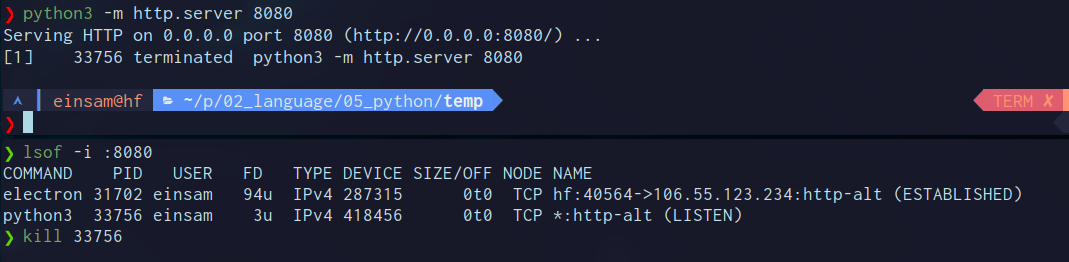 ❯ python3 -m http.server 8080
Serving HTTP on 0.0.0.0 port 8080 (http://0.0.0.0:8080/) ...
[1]    33756 terminated  python3 -m http.server 8080
einsam@hf ~/p/02_language/05_python/temp TERM ✘
❯
❯ lsof -i :8080
COMMAND    PID   USER   FD   TYPE DEVICE SIZE/OFF NODE NAME
electron 31702 einsam   94u  IPv4 287315      0t0  TCP hf:40564->106.55.123.234:http-alt (ESTABLISHED)
python3  33756 einsam    3u  IPv4 418456      0t0  TCP *:http-alt (LISTEN)
❯ kill 33756